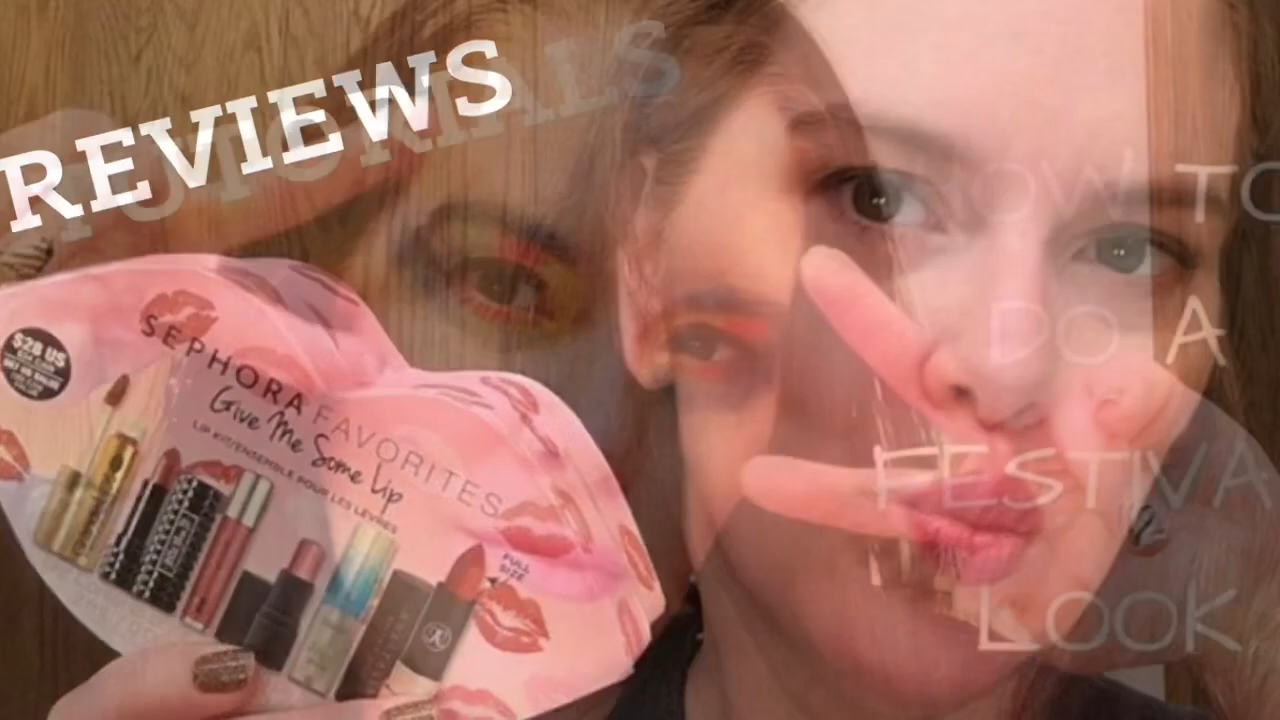 REVIEWS
TUTORIALS
HOW TO
DO A
FESTIVA
LOOK
$28 US
SEPHORA FAVORITES
Give Me Some Lip
LIP KIT/ENSEMBLE POUR LES LÈVRES
FULL
SIZE